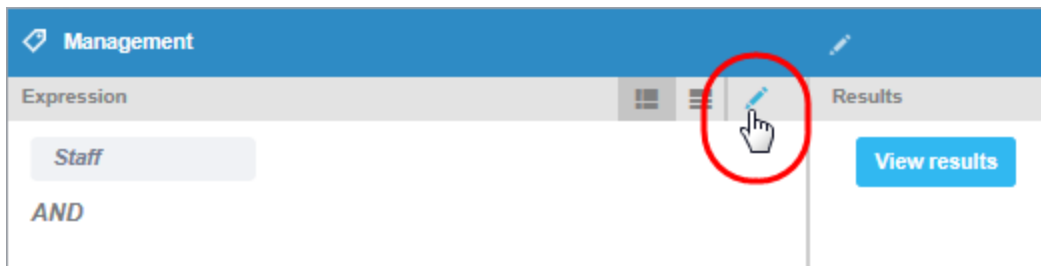 Management
Expression
Results
Staff
View results
AND